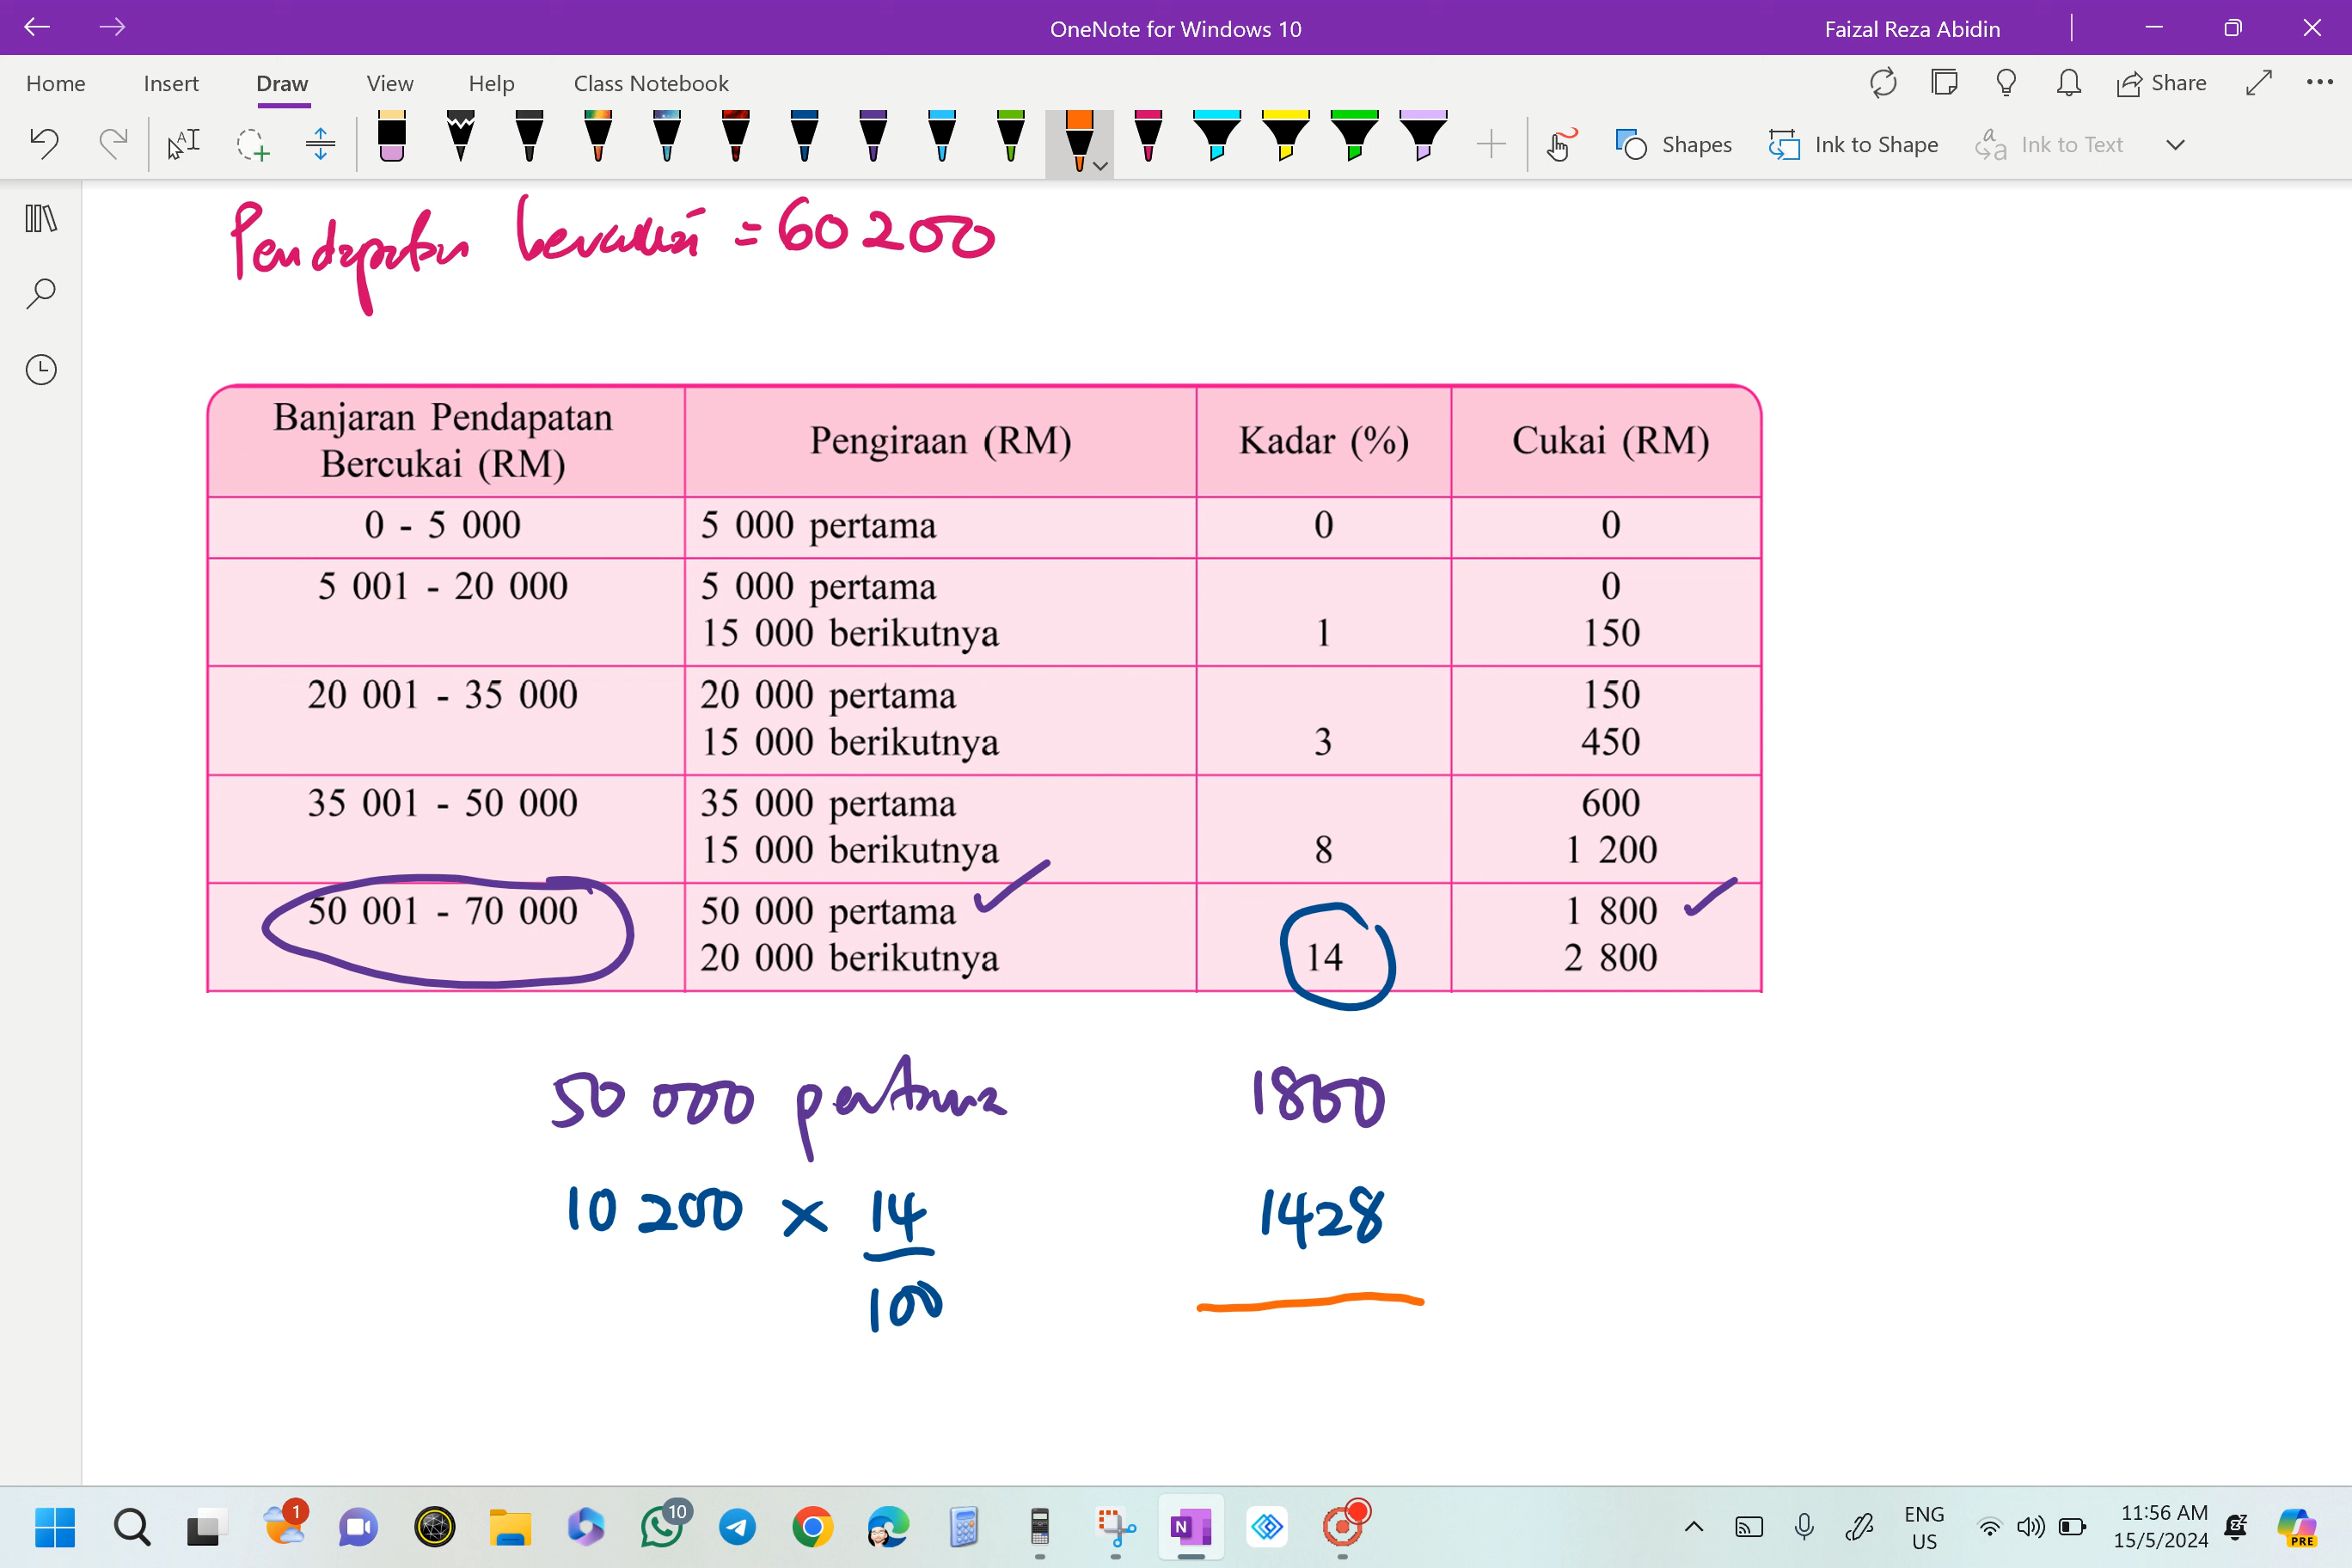 OneNote for Windows 10
Faizal Reza Abidin
Home Insert Draw View Help Class Notebook
Share
Shapes Ink to Shape Ink to Text
Pendapatan bercukai = 60 200
Banjaran Pendapatan Bercukai (RM) Pengiraan (RM) Kadar (%) Cukai (RM)
0 - 5 000 5 000 pertama 0 0
5 001 - 20 000 5 000 pertama 0
15 000 berikutnya 1 150
20 001 - 35 000 20 000 pertama 150
15 000 berikutnya 3 450
35 001 - 50 000 35 000 pertama 600
15 000 berikutnya 8 1 200
50 001 - 70 000 50 000 pertama 1 800
20 000 berikutnya 14 2 800
50 000 pertama 1800
10 200 × 14 1428
100
1
10
PRE
ENG
US
11:56 AM
15/5/2024